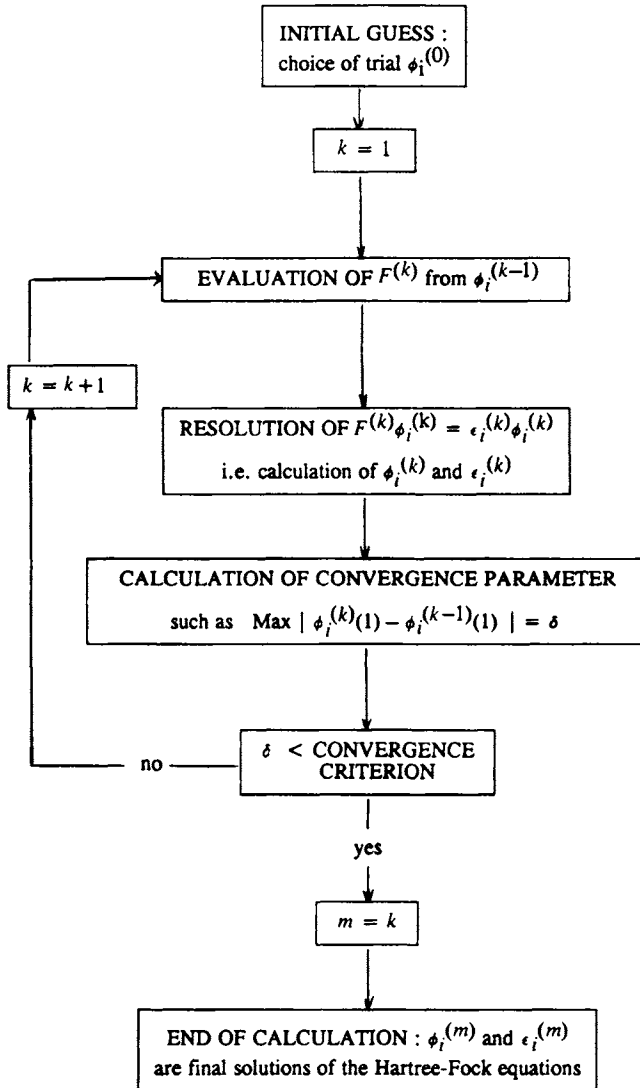 INITIAL GUESS :
choice of trial ϕᵢ⁽⁰⁾
k = 1
EVALUATION OF F⁽ᵏ⁾ from ϕᵢ⁽ᵏ⁻¹⁾
k = k+1
RESOLUTION OF F⁽ᵏ⁾ϕᵢ⁽ᵏ⁾ = ϵᵢ⁽ᵏ⁾ϕᵢ⁽ᵏ⁾
i.e. calculation of ϕᵢ⁽ᵏ⁾ and ϵᵢ⁽ᵏ⁾
CALCULATION OF CONVERGENCE PARAMETER
such as Max | ϕᵢ⁽ᵏ⁾(1) – ϕᵢ⁽ᵏ⁻¹⁾(1) | = δ
δ < CONVERGENCE
CRITERION
no
yes
m = k
END OF CALCULATION : ϕᵢ⁽ᵐ⁾ and ϵᵢ⁽ᵐ⁾
are final solutions of the Hartree-Fock equations